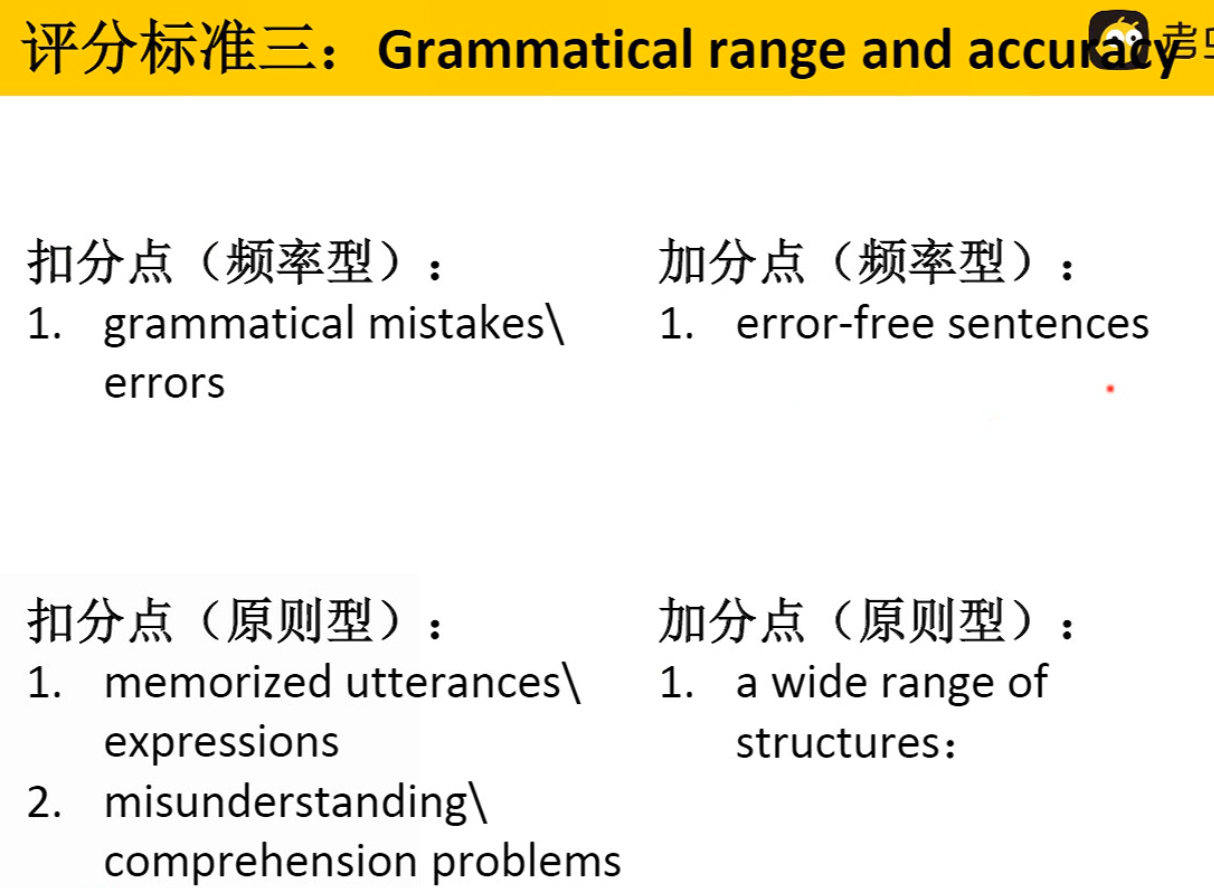 评分标准三：Grammatical range and accuracy
考
扣分点（频率型）：
1. grammatical mistakes\
errors
加分点（频率型）：
1. error-free sentences
扣分点（原则型）：
1. memorized utterances\
expressions
2. misunderstanding\
comprehension problems
加分点（原则型）：
1. a wide range of
structures：